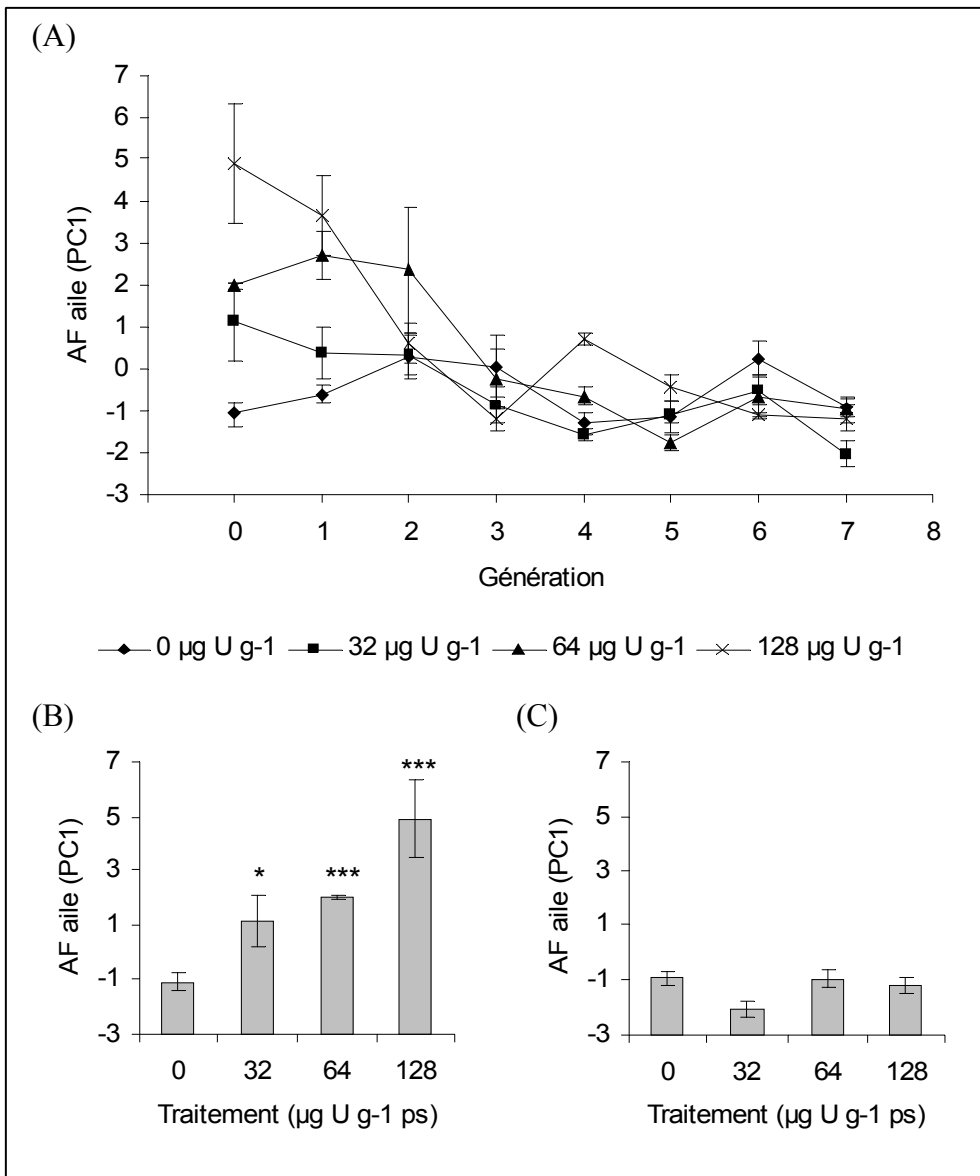 (A)
7
6
5
4
3
2
1
0
-1
-2
-3
AF aile (PC1)
0 1 2 3 4 5 6 7 8
Génération
0 µg U g-1 32 µg U g-1 64 µg U g-1 128 µg U g-1
(B)
7
5
3
1
-1
-3
AF aile (PC1)
* *** ***
0 32 64 128
Traitement (µg U g-1 ps)
(C)
7
5
3
1
-1
-3
AF aile (PC1)
0 32 64 128
Traitement (µg U g-1 ps)